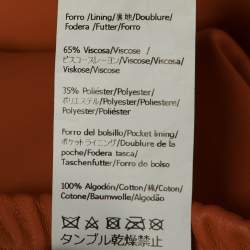 Forro /Lining/裏地/Doublure/
Fodera /Futter/Forro
65% Viscosa/Viscose /
ビスコースレーヨン/Viscose/Viscosa/
Viskose/Viscose
35% Poliéster/Polyester/
ポリエステル/Polyester/Poliestere/
Polyester/Poliéster
Forro del bolsillo/Pocket lining/
ポケットライニング/Doublure de la
poche/Fodera tasca/
Taschenfutter/Forro do bolso
100% Algodón/Cotton/綿/Coton/
Cotone/Baumwolle/Algodão
タンブル乾燥禁止